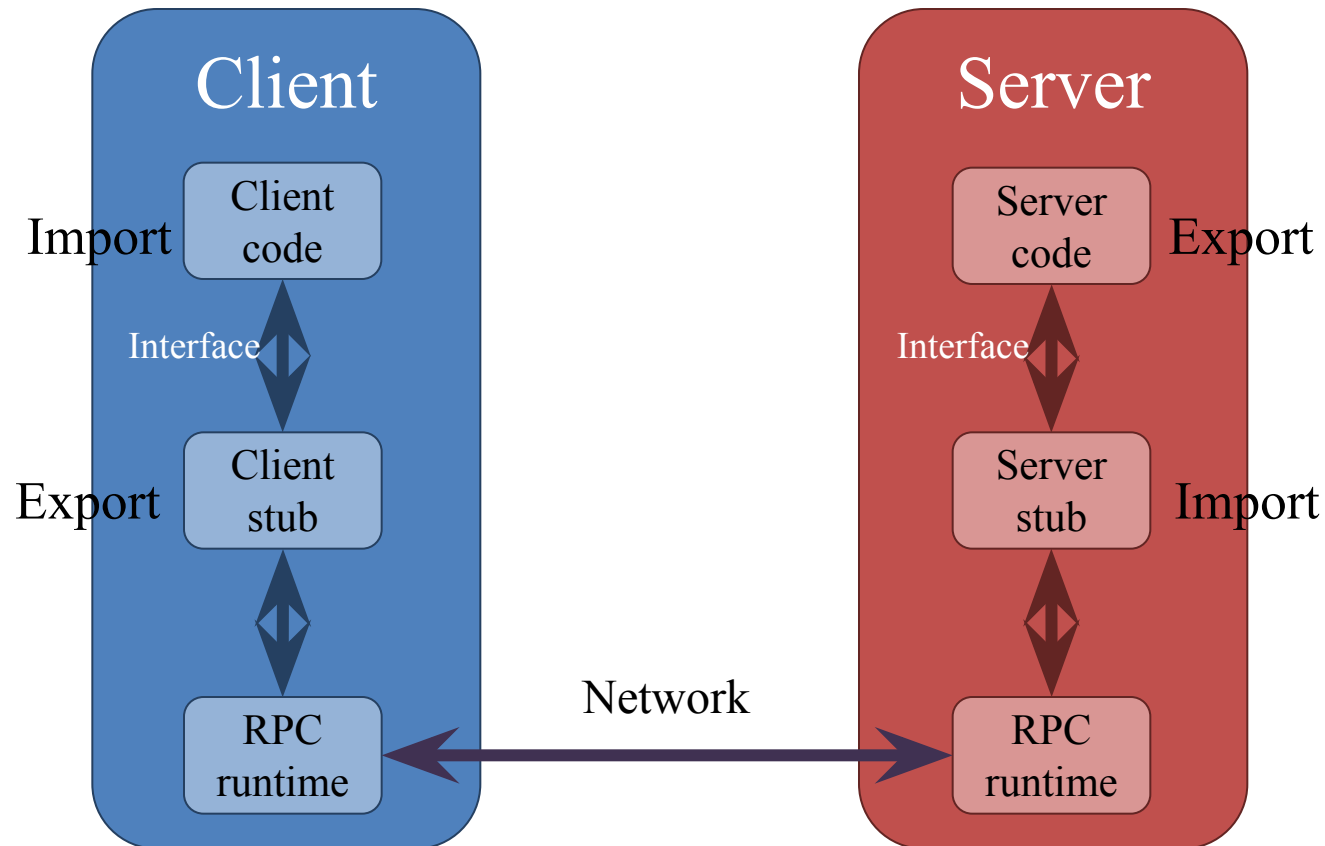 Client
Server
Client
code
Server
code
Import
Export
Interface
Interface
Client
stub
Server
stub
Export
Import
Network
RPC
runtime
RPC
runtime